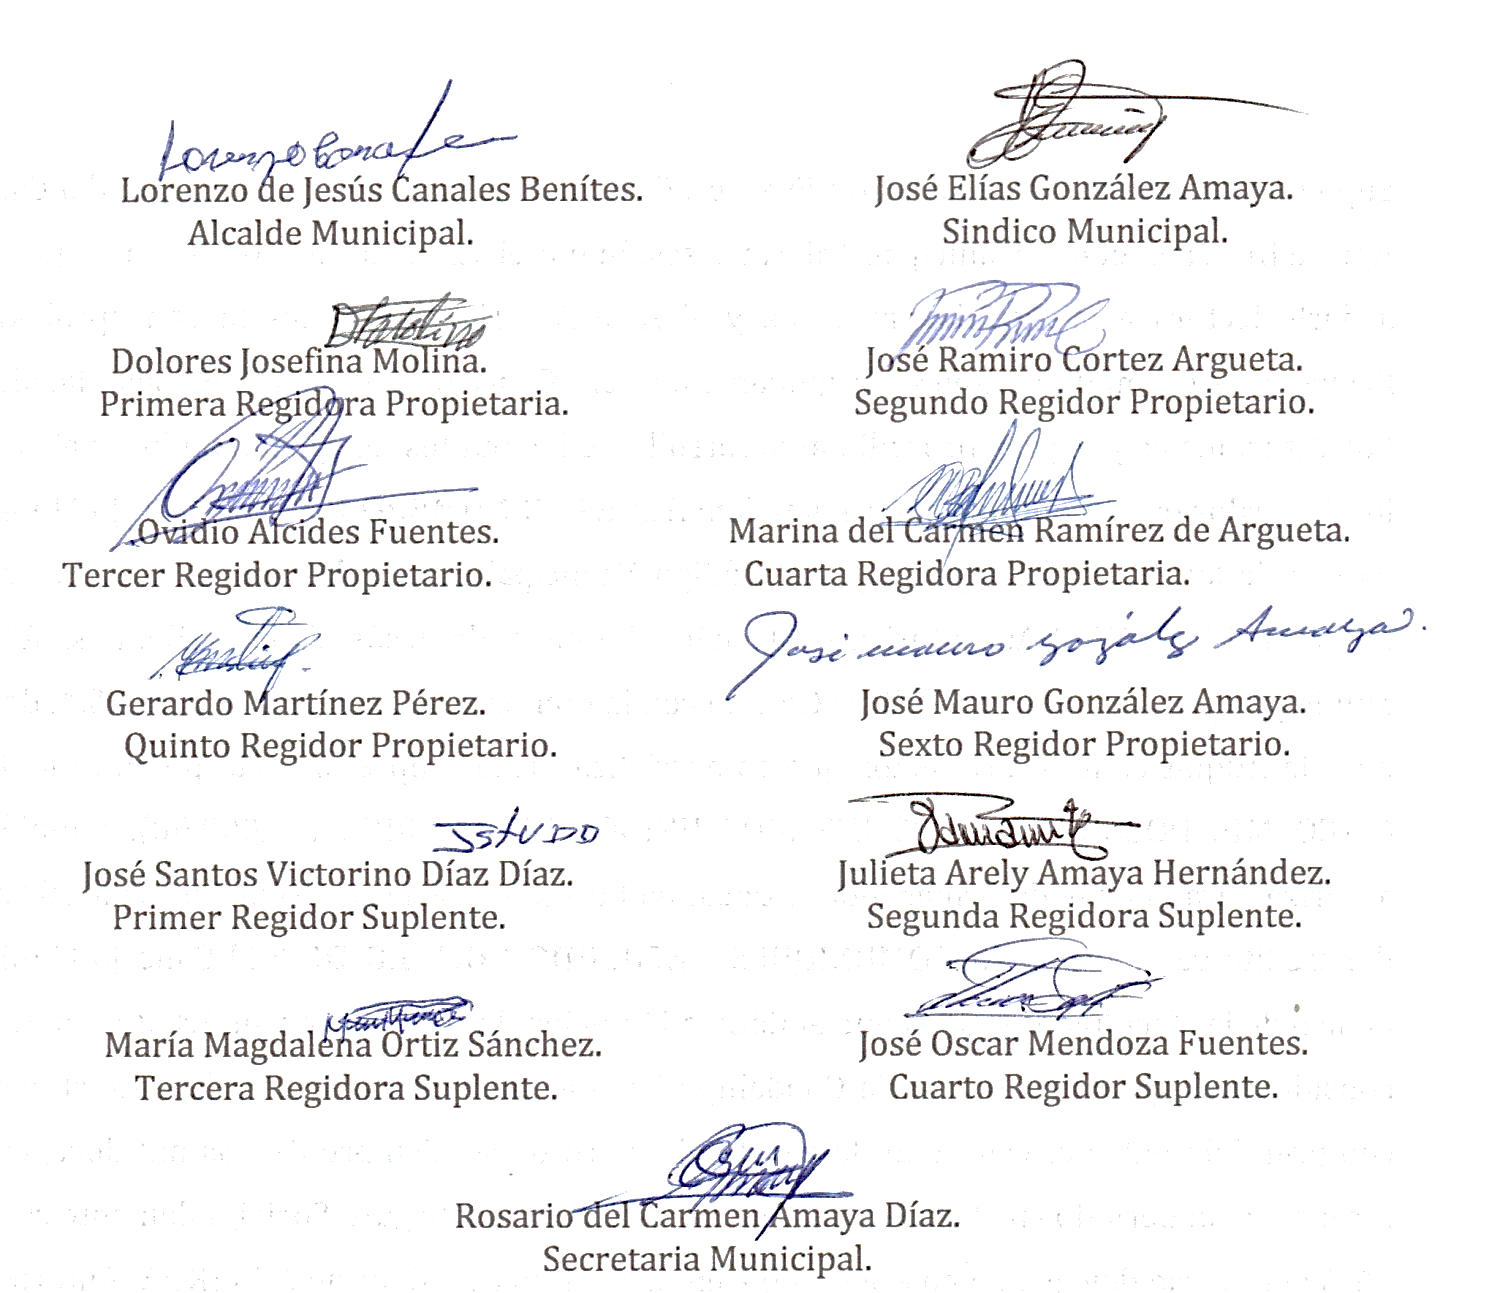 Lorenzo Canales
Lorenzo de Jesús Canales Benítes.
Alcalde Municipal.
José Elías González Amaya.
Sindico Municipal.
DMolina
Dolores Josefina Molina.
Primera Regidora Propietaria.
José Ramiro Cortez Argueta.
Segundo Regidor Propietario.
Ovidio Alcides Fuentes.
Tercer Regidor Propietario.
Marina del Carmen Ramírez de Argueta.
Cuarta Regidora Propietaria.
Gerardo Martínez Pérez.
Quinto Regidor Propietario.
José mauro gozález Amaya.
José Mauro González Amaya.
Sexto Regidor Propietario.
José Santos Victorino Díaz Díaz.
Primer Regidor Suplente.
Julieta Arely Amaya Hernández.
Segunda Regidora Suplente.
María Magdalena Ortiz Sánchez.
Tercera Regidora Suplente.
José Oscar Mendoza Fuentes.
Cuarto Regidor Suplente.
Rosario del Carmen Amaya Díaz.
Secretaria Municipal.